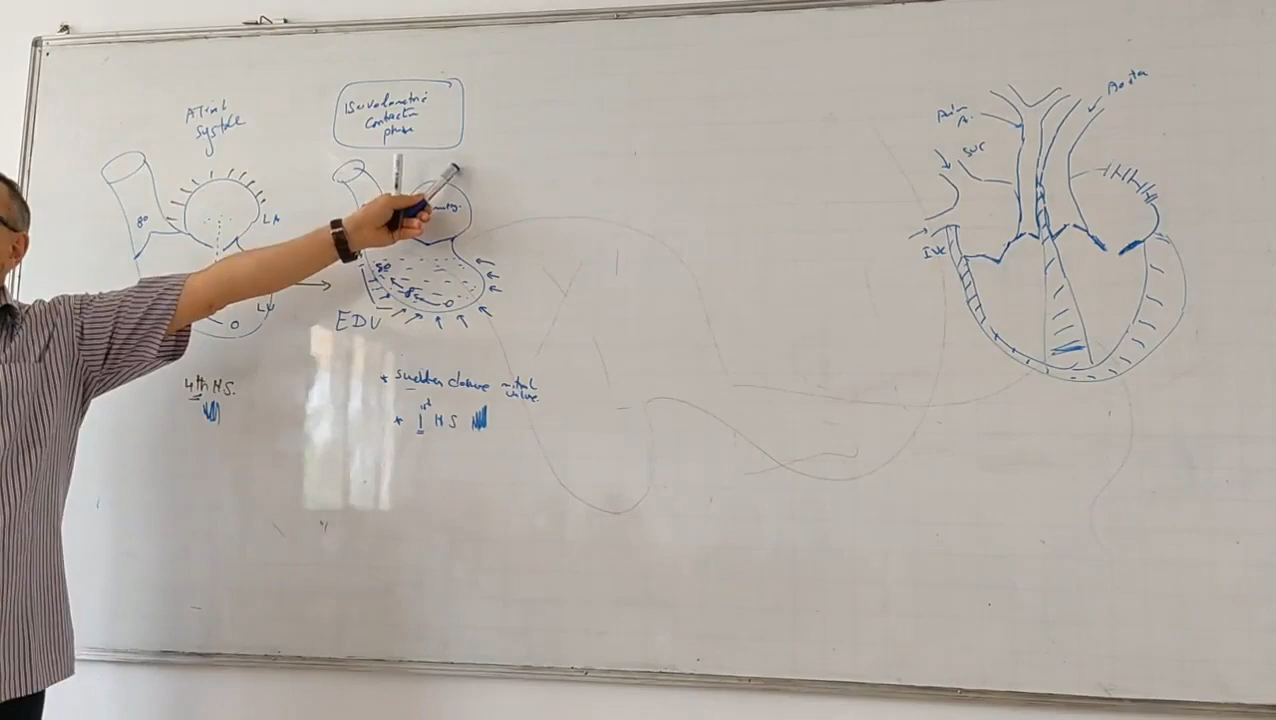 Atrial
systole
80
LA
LV
0
4th H.S.
Isovolumetric
contraction
phase
80
0
EDV
* sudden closure mitral
valve
* 1st H S
Aorta
SVC
IVC